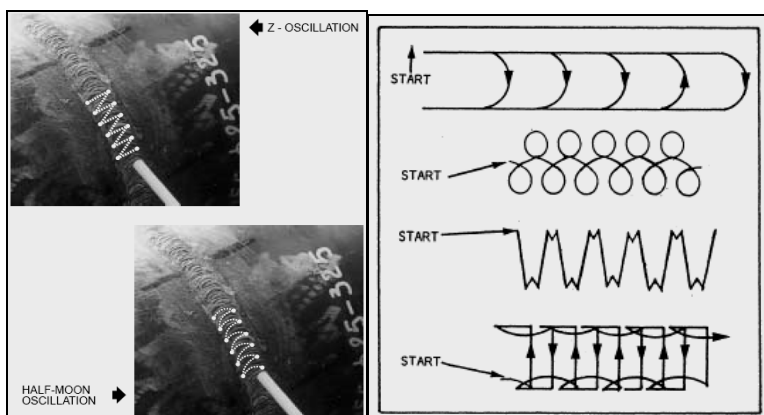 Z - OSCILLATION
HALF-MOON
OSCILLATION
START
START
START
START